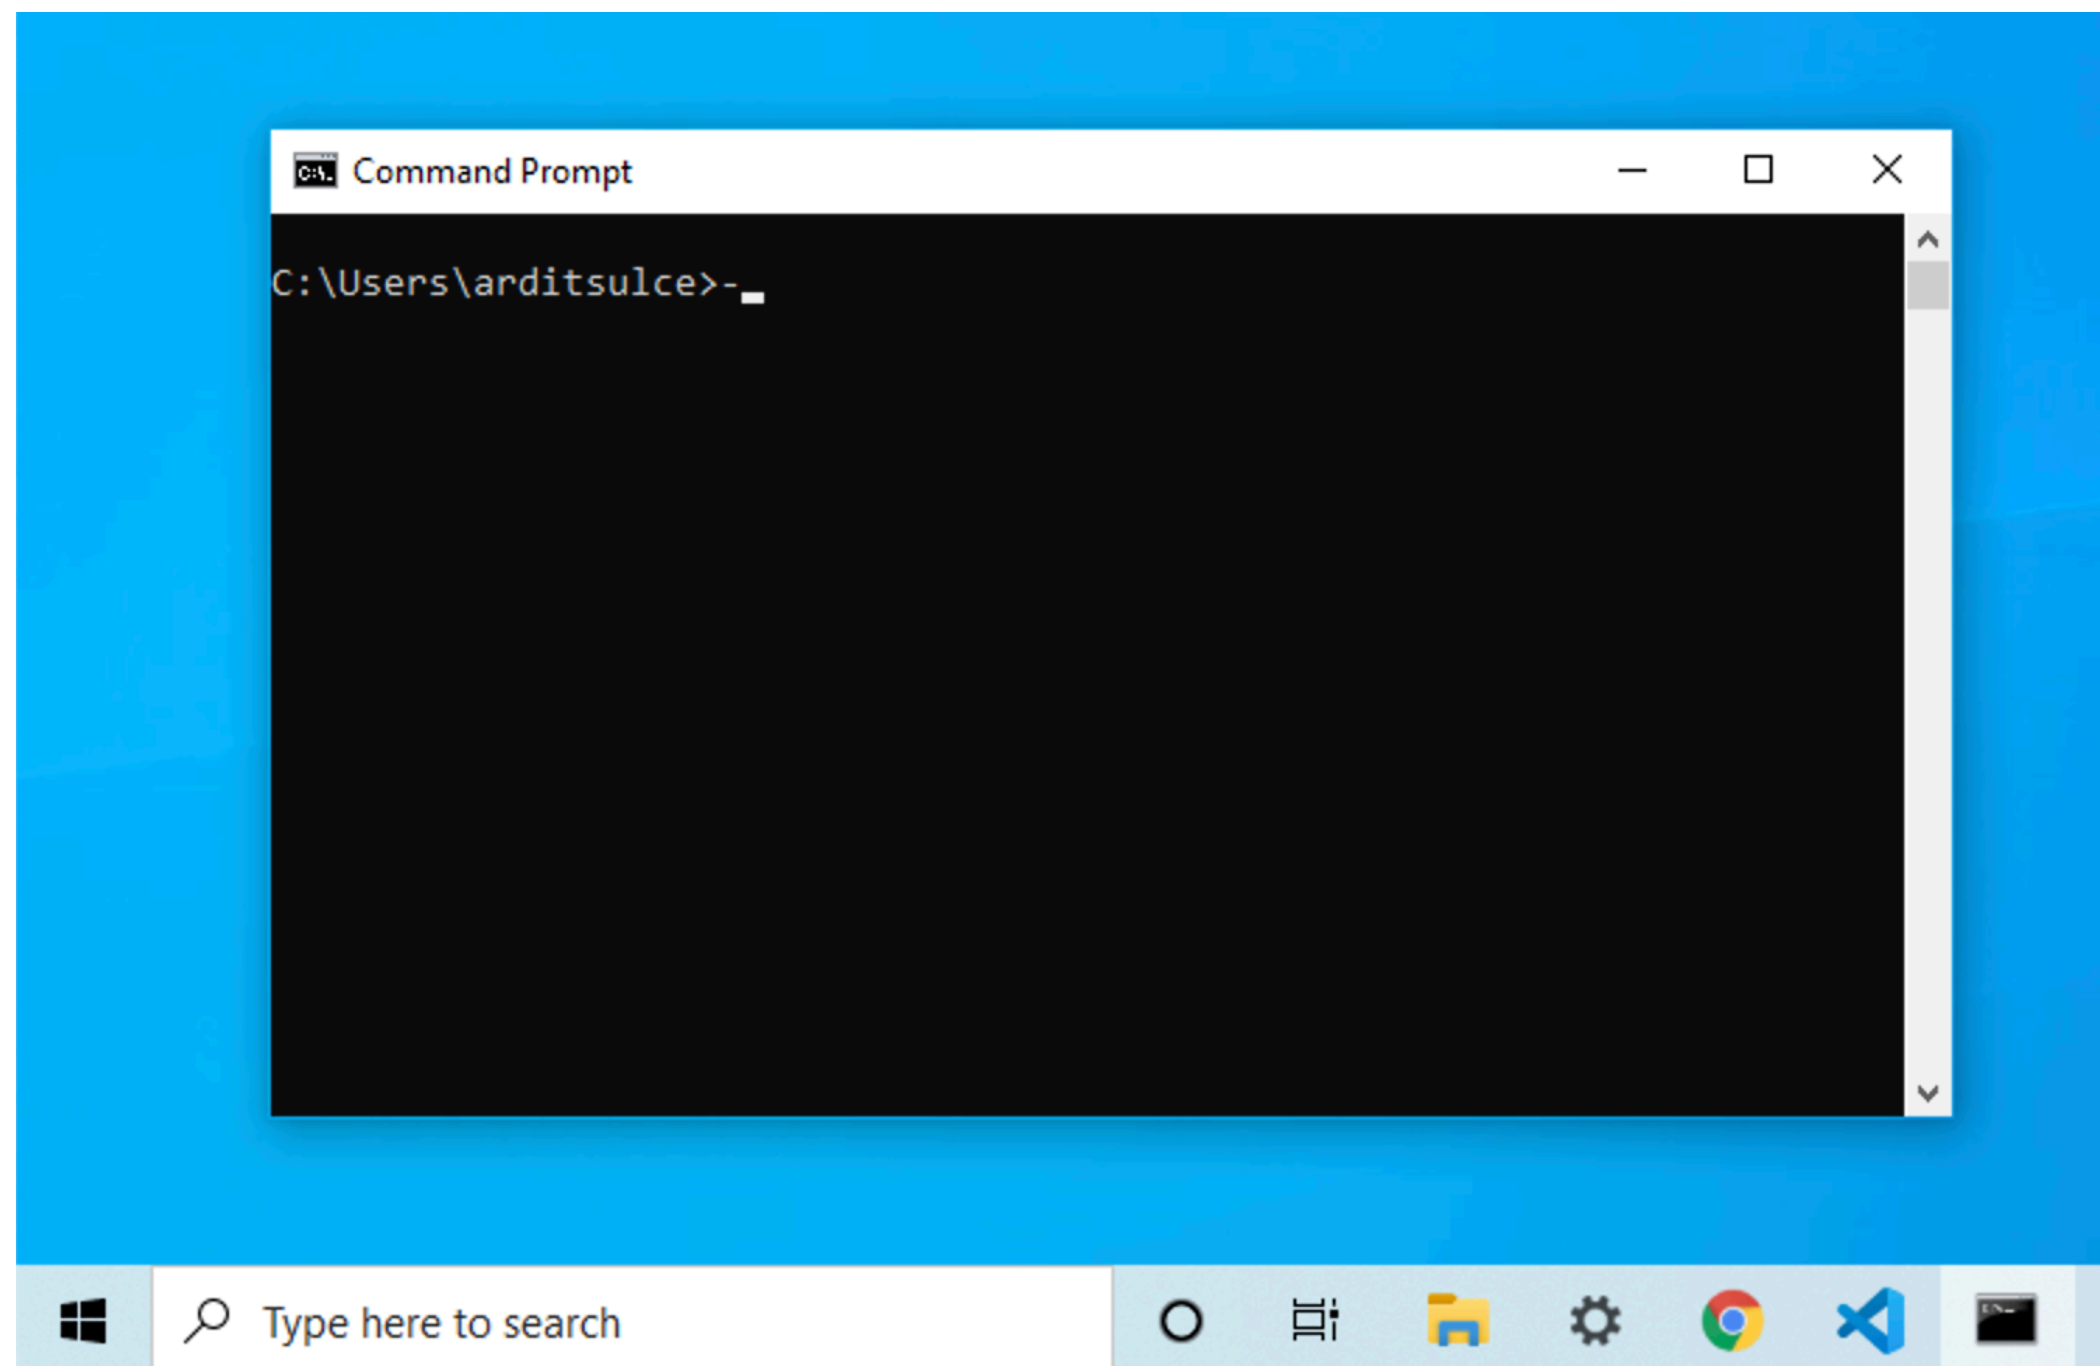 Command Prompt
C:\Users\arditsulce>-_
Type here to search